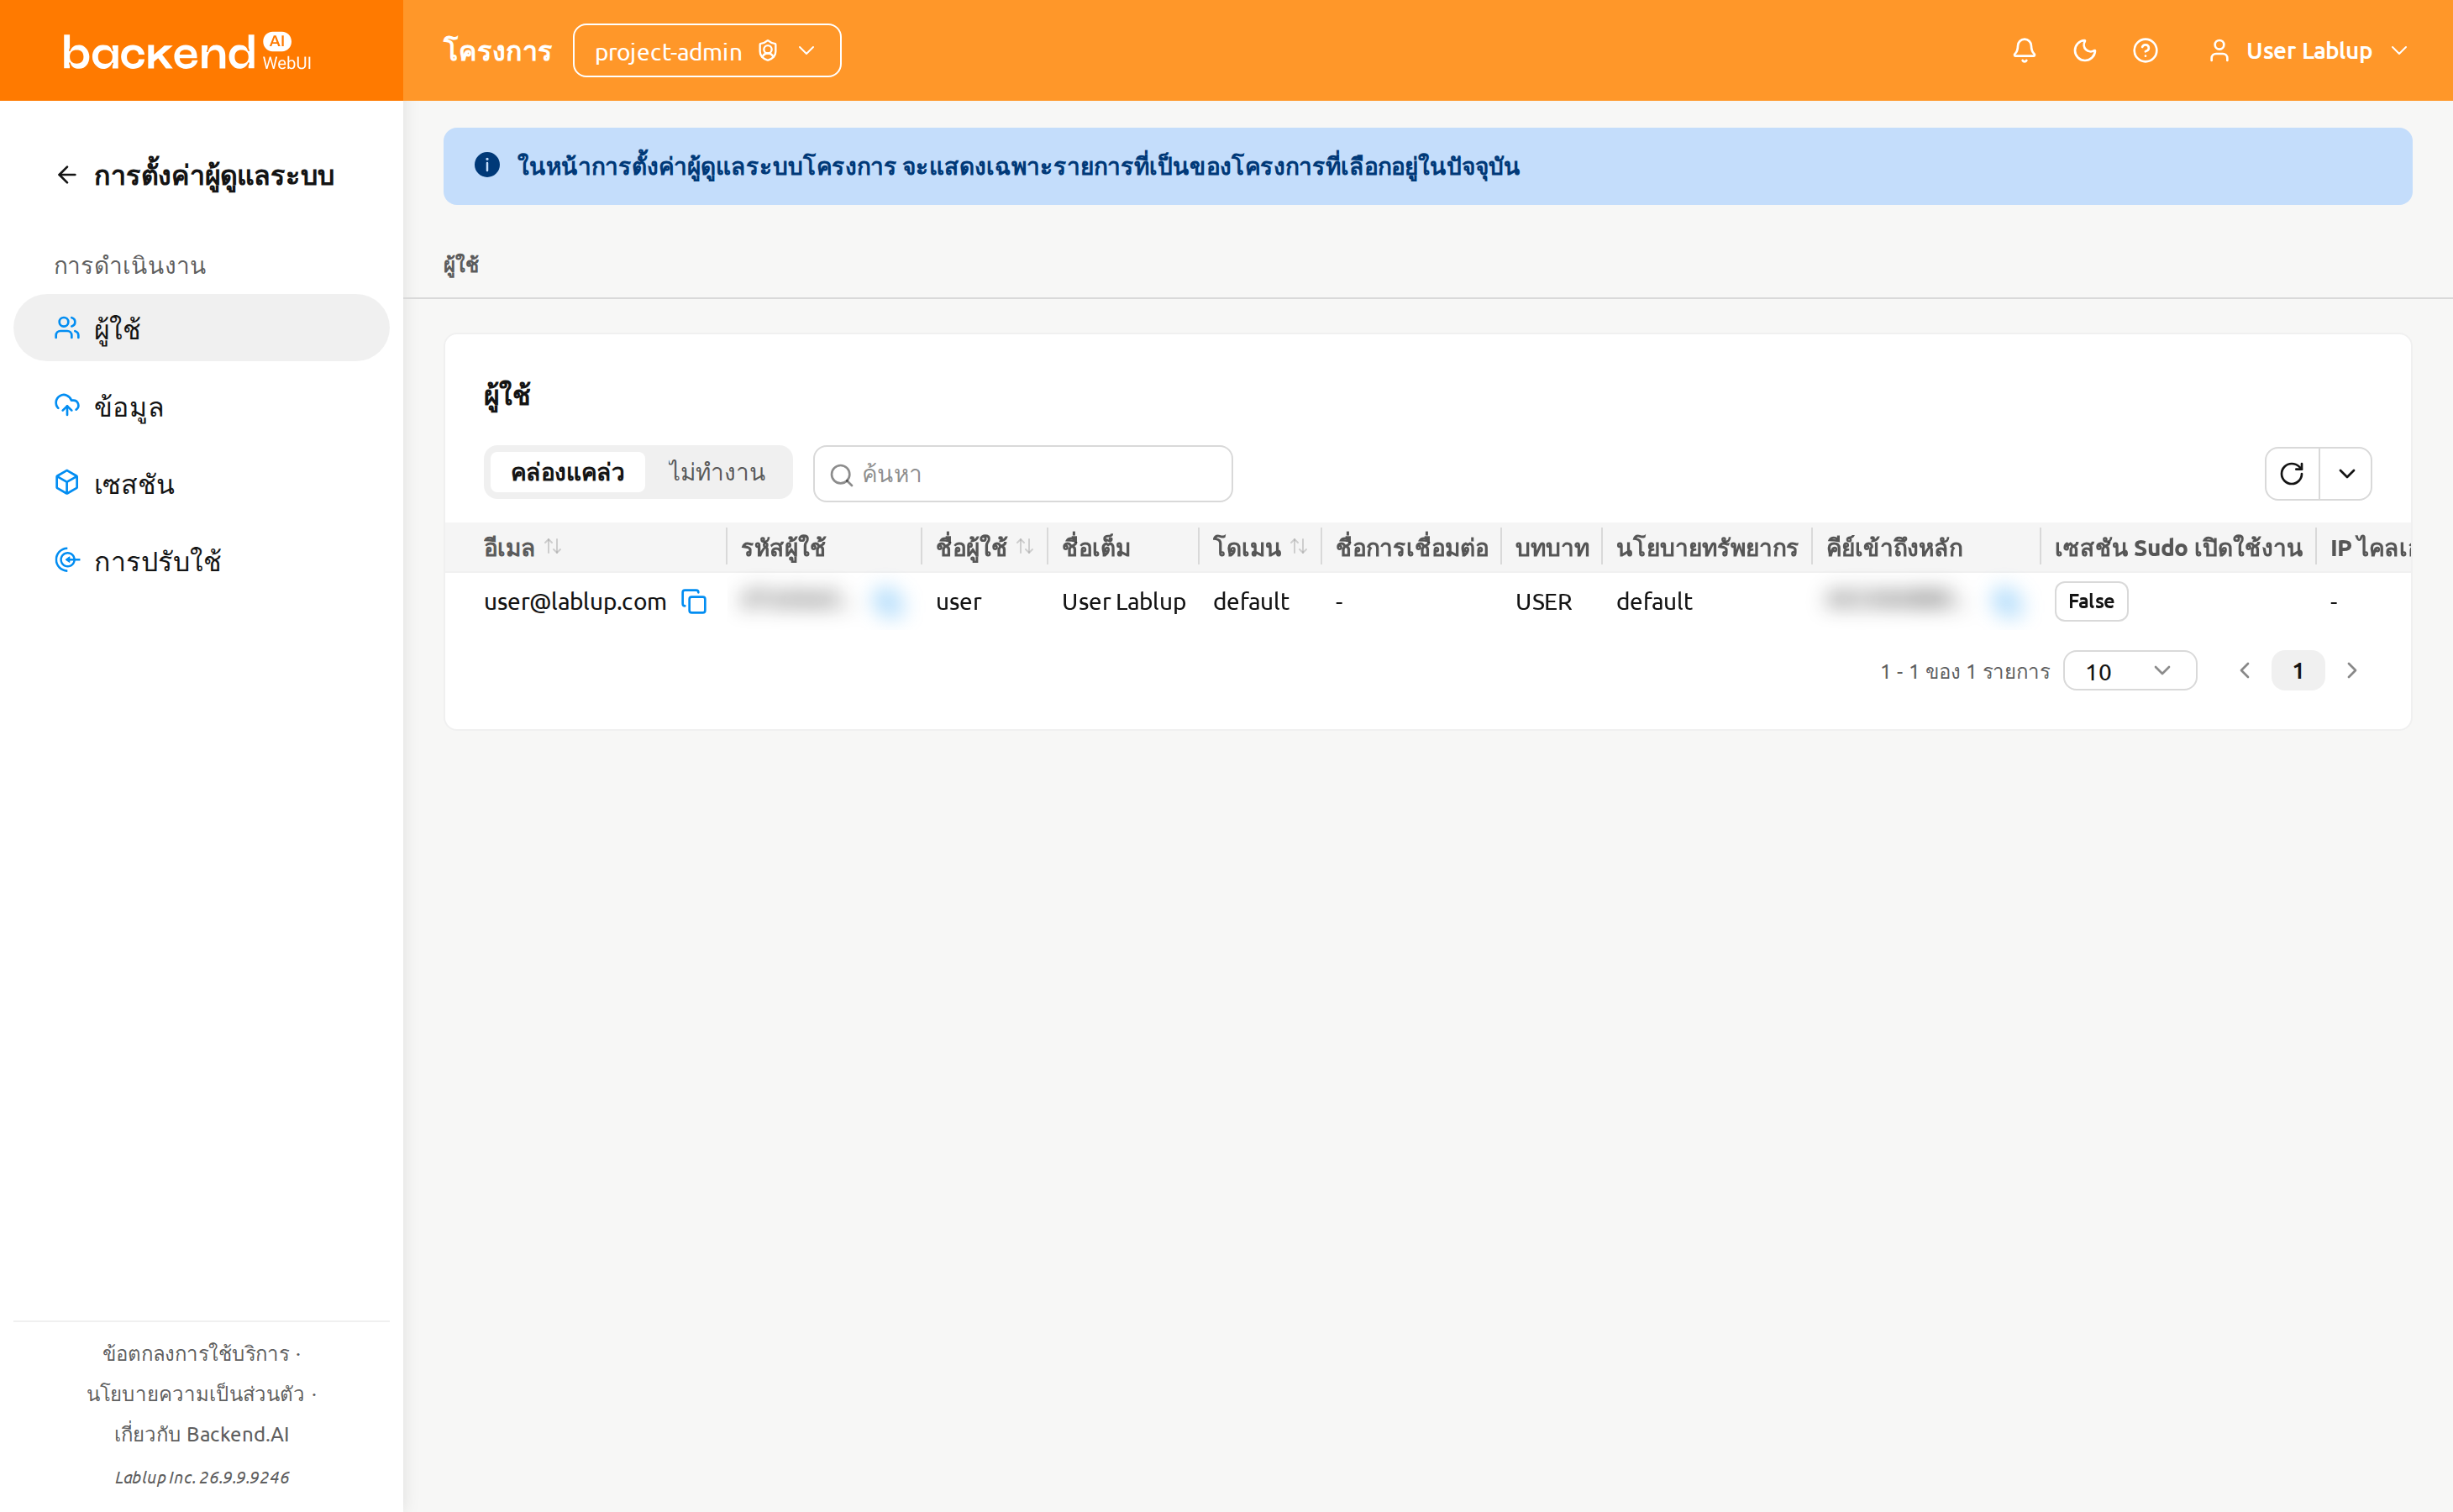 backend AI WebUI
โครงการ project-admin User Lablup
การตั้งค่าผู้ดูแลระบบ
การดำเนินงาน
ผู้ใช้
ข้อมูล
เซสชัน
การปรับใช้
ในหน้าการตั้งค่าผู้ดูแลระบบโครงการ จะแสดงเฉพาะรายการที่เป็นของโครงการที่เลือกอยู่ในปัจจุบัน
ผู้ใช้
ผู้ใช้
คล่องแคล่ว ไม่ทำงาน ค้นหา
อีเมล รหัสผู้ใช้ ชื่อผู้ใช้ ชื่อเต็ม โดเมน ชื่อการเชื่อมต่อ บทบาท นโยบายทรัพยากร คีย์เข้าถึงหลัก เซสชัน Sudo เปิดใช้งาน IP
user@lablup.com user User Lablup default - USER default False -
1 - 1 ของ 1 รายการ 10 1
ข้อตกลงการใช้บริการ ·
นโยบายความเป็นส่วนตัว ·
เกี่ยวกับ Backend.AI
Lablup Inc. 26.9.9.9246